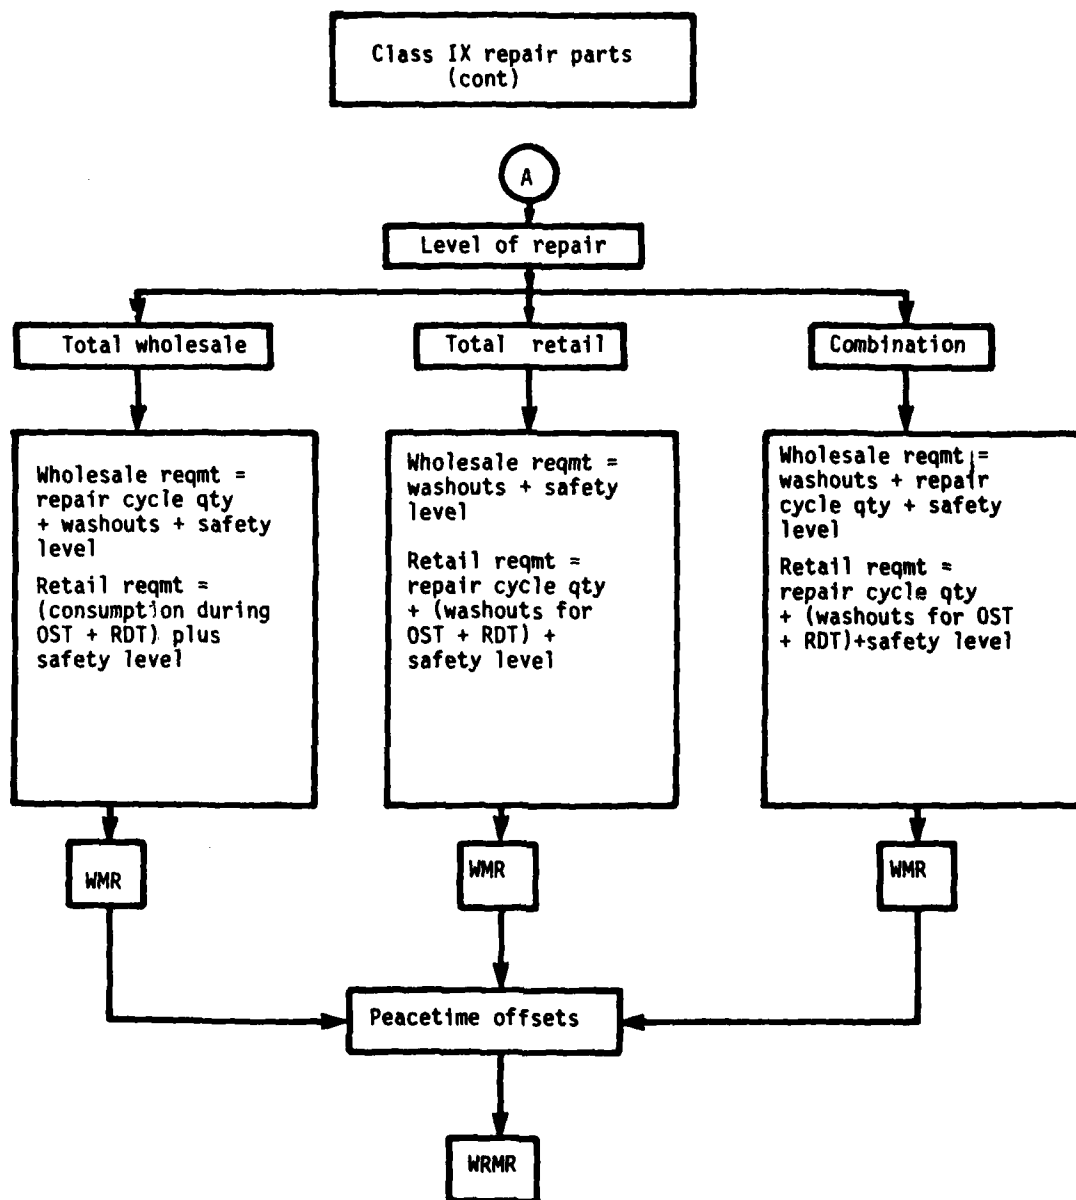 Class IX repair parts
(cont)
A
Level of repair
Total wholesale
Total retail
Combination
Wholesale reqmt =
repair cycle qty
+ washouts + safety
level
Retail reqmt =
(consumption during
OST + RDT) plus
safety level
Wholesale reqmt =
washouts + safety
level
Retail reqmt =
repair cycle qty
+ (washouts for
OST + RDT) +
safety level
Wholesale reqmt =
washouts + repair
cycle qty + safety
level
Retail reqmt =
repair cycle qty
+ (washouts for OST
+ RDT)+safety level
WMR
WMR
WMR
Peacetime offsets
WRMR